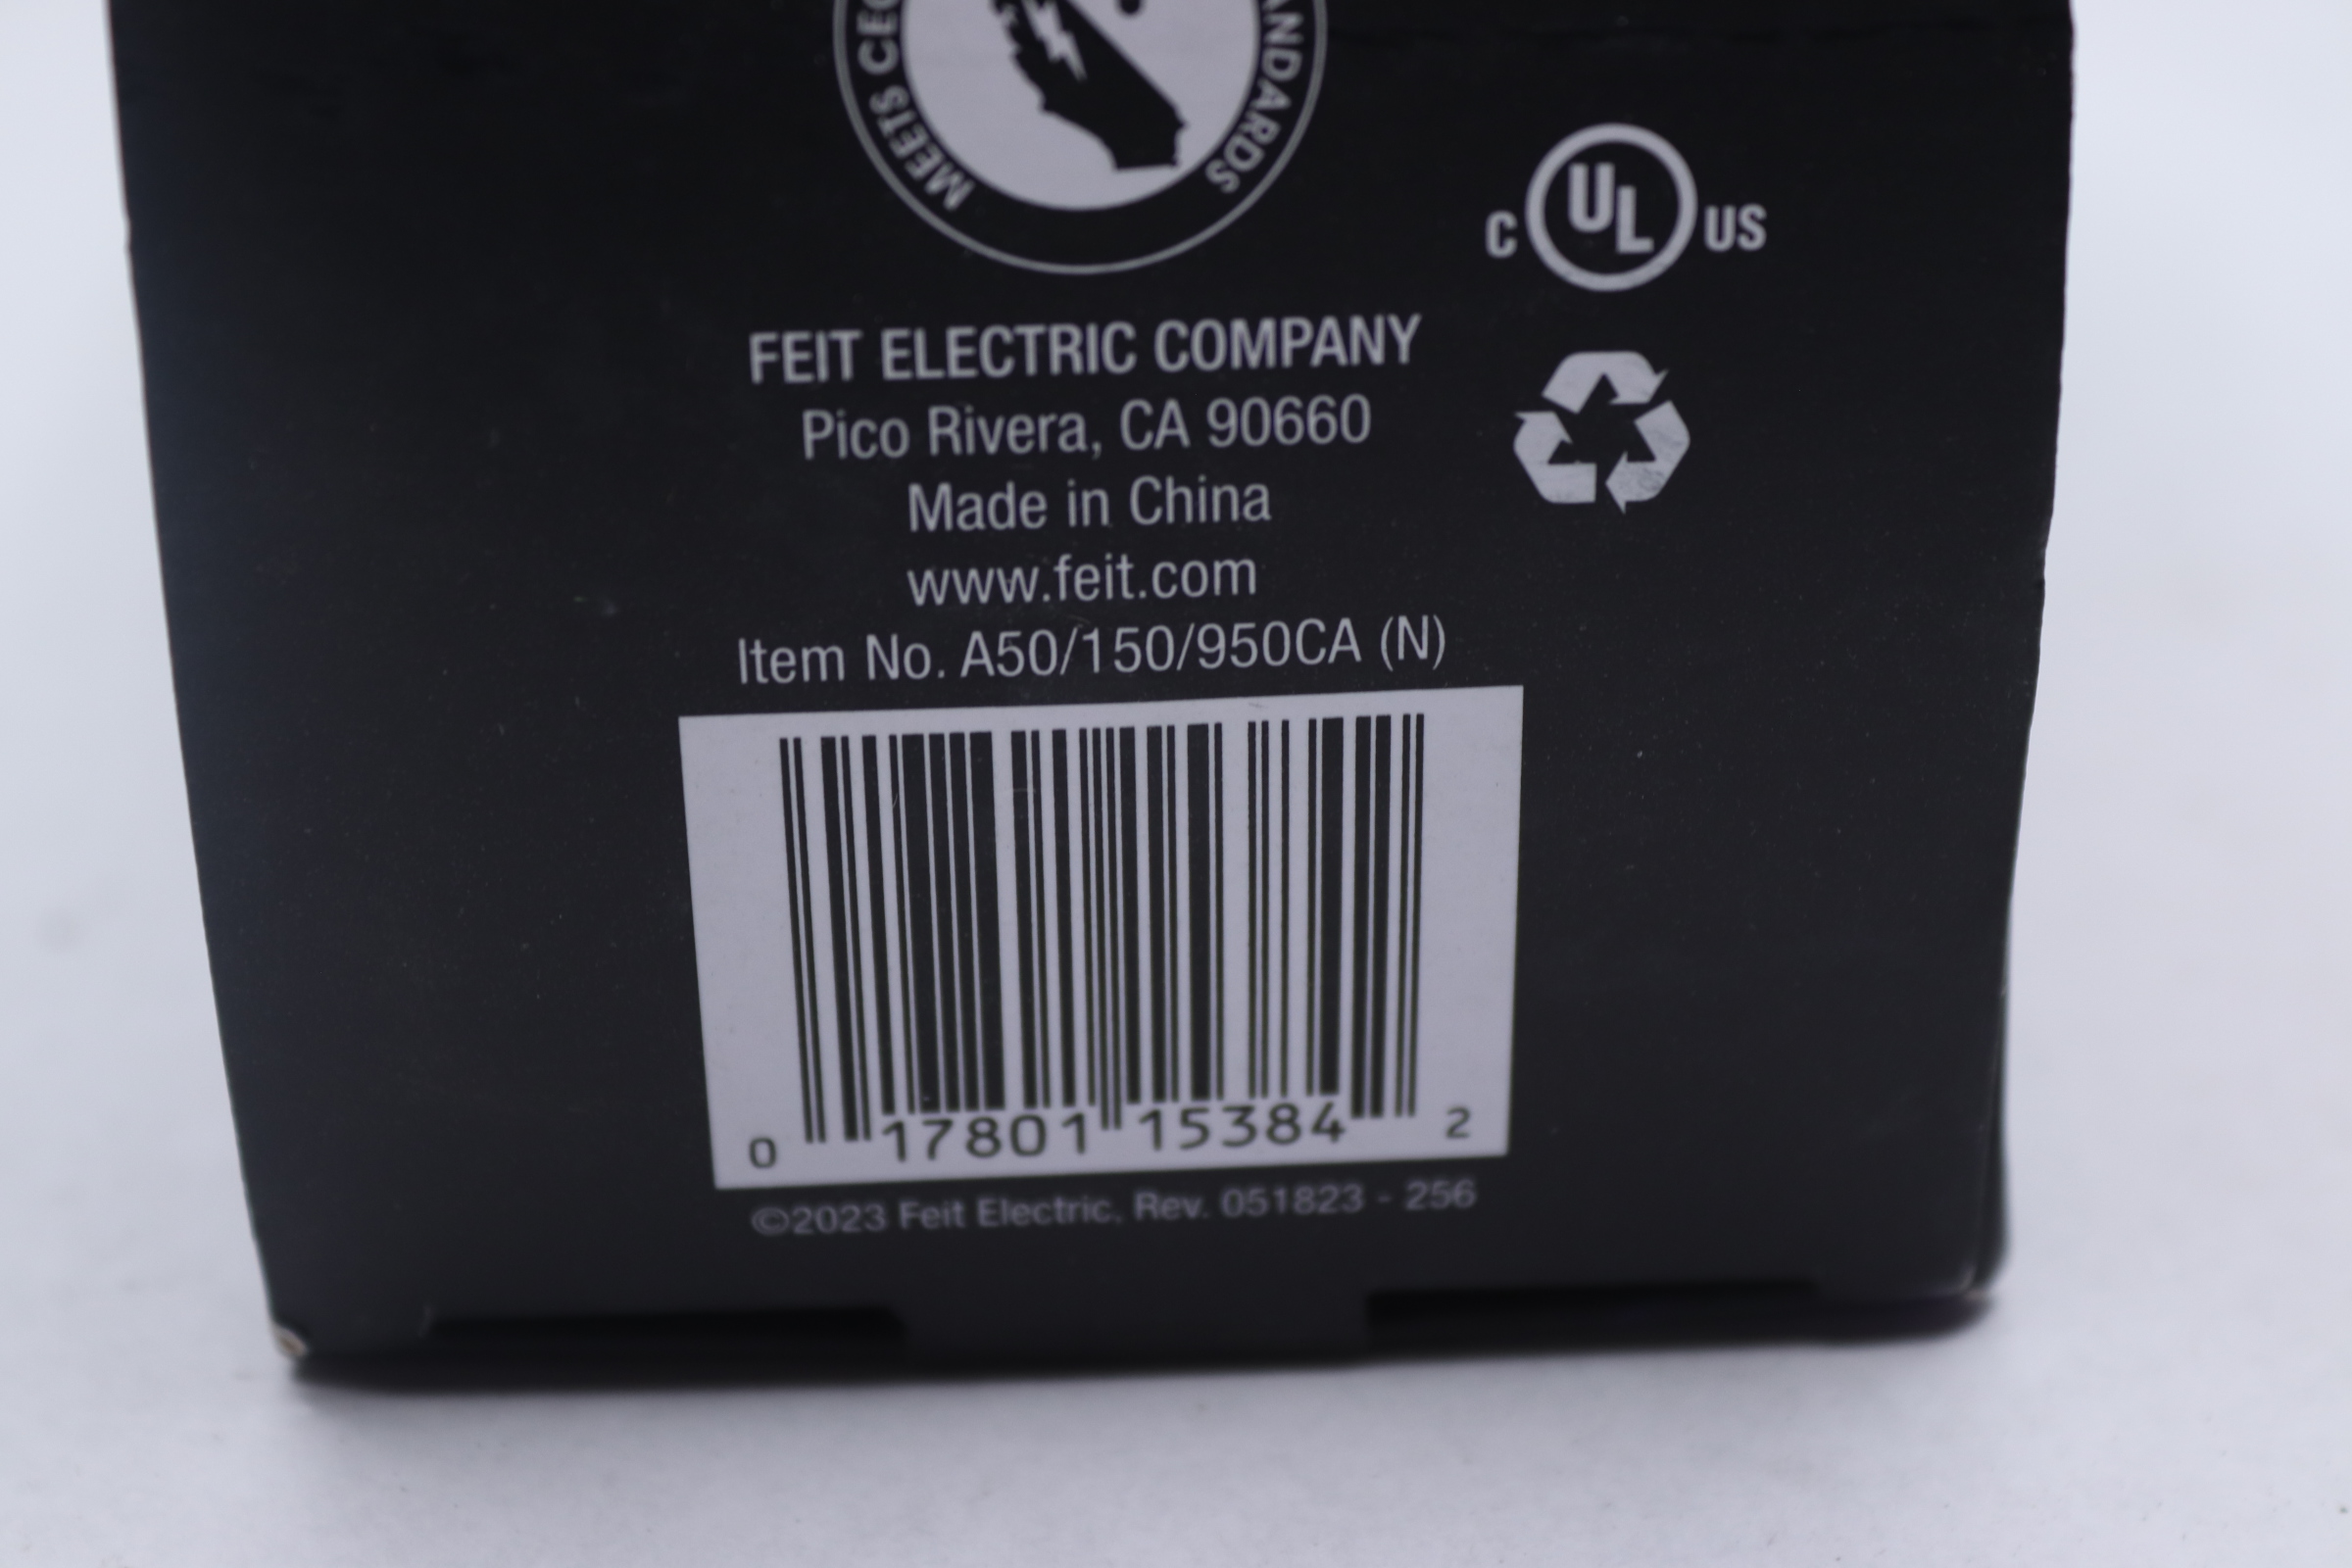 MEETS CEC
STANDARDS
C UL US
FEIT ELECTRIC COMPANY
Pico Rivera, CA 90660
Made in China
www.feit.com
Item No. A50/150/950CA (N)
0 17801 15384 2
©2023 Feit Electric, Rev. 051823 - 256